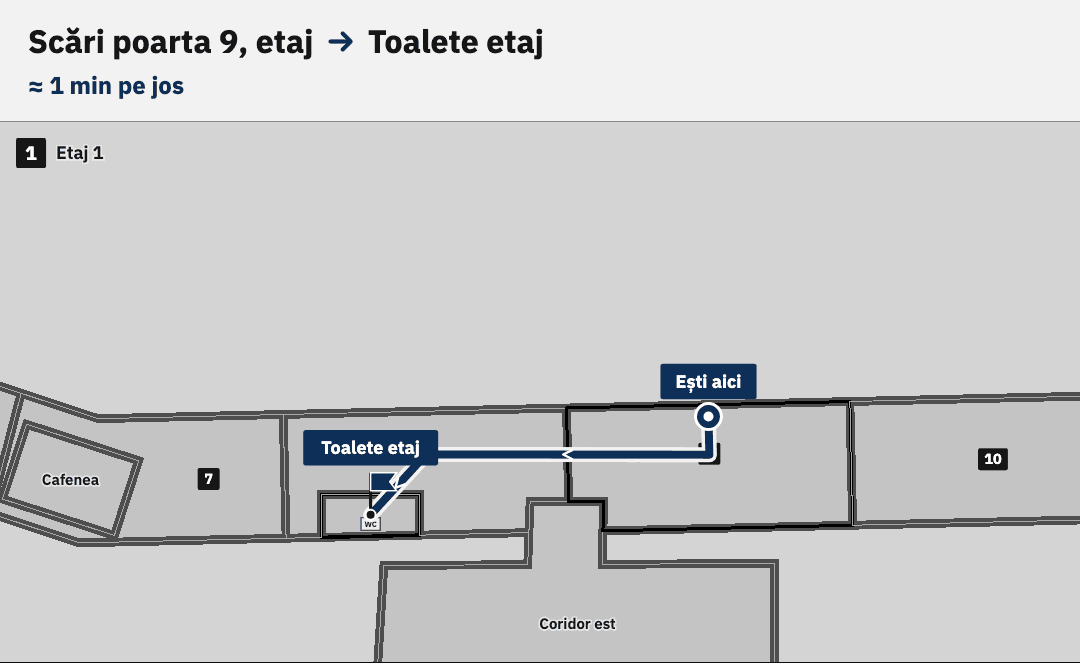 Scări poarta 9, etaj → Toalete etaj
≈ 1 min pe jos
1 Etaj 1
Ești aici
Toalete etaj
Cafenea
7
10
WC
Coridor est